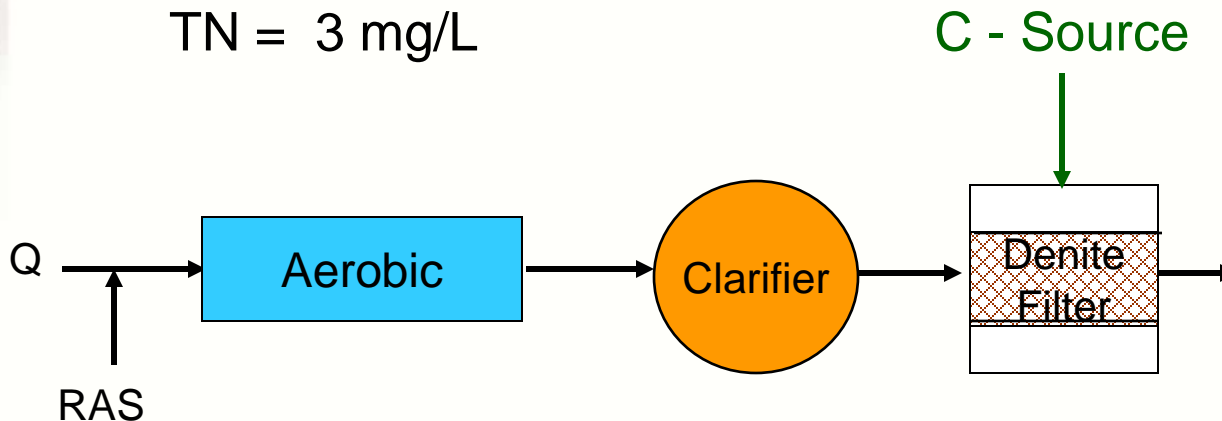 TN = 3 mg/L
C - Source
Q
Aerobic
Clarifier
Denite
Filter
RAS